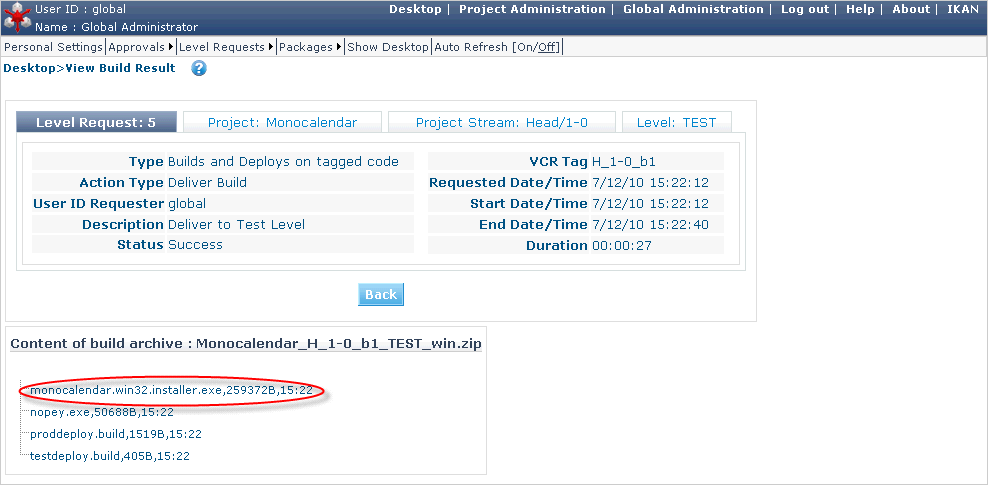 User ID : global
Desktop | Project Administration | Global Administration | Log out | Help | About | IKAN
Name : Global Administrator
Personal Settings Approvals Level Requests Packages Show Desktop Auto Refresh [On/Off]
Desktop>View Build Result ?
Level Request: 5 Project: Monocalendar Project Stream: Head/1-0 Level: TEST
Type Builds and Deploys on tagged code VCR Tag H_1-0_b1
Action Type Deliver Build Requested Date/Time 7/12/10 15:22:12
User ID Requester global Start Date/Time 7/12/10 15:22:12
Description Deliver to Test Level End Date/Time 7/12/10 15:22:40
Status Success Duration 00:00:27
Back
Content of build archive : Monocalendar_H_1-0_b1_TEST_win.zip
monocalendar.win32.installer.exe,259372B,15:22
nopey.exe,50688B,15:22
proddeploy.build,1519B,15:22
testdeploy.build,405B,15:22